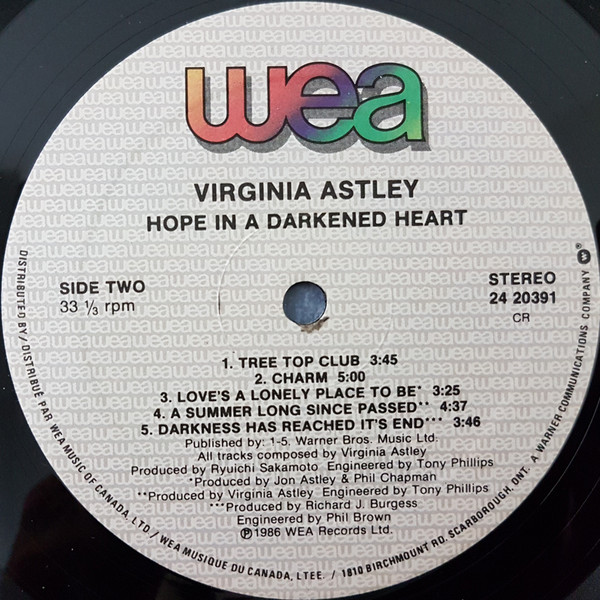 wea
VIRGINIA ASTLEY
HOPE IN A DARKENED HEART
SIDE TWO
33 ⅓ rpm
STEREO
24 20391
CR
1. TREE TOP CLUB 3:45
2. CHARM 5:00
3. LOVE'S A LONELY PLACE TO BE* 3:25
4. A SUMMER LONG SINCE PASSED** 4:37
5. DARKNESS HAS REACHED IT'S END*** 3:46
Published by: 1-5. Warner Bros. Music Ltd.
All tracks composed by Virginia Astley
Produced by Ryuichi Sakamoto Engineered by Tony Phillips
*Produced by Jon Astley & Phil Chapman
**Produced by Virginia Astley Engineered by Tony Phillips
***Produced by Richard J. Burgess
Engineered by Phil Brown
℗1986 WEA Records Ltd.
DISTRIBUTED BY/DISTRIBUÉ PAR WEA MUSIC OF CANADA, LTD./WEA MUSIQUE DU CANADA, LTEE. / 1810 BIRCHMOUNT RD. SCARBOROUGH, ONT. A WARNER COMMUNICATIONS COMPANY ®